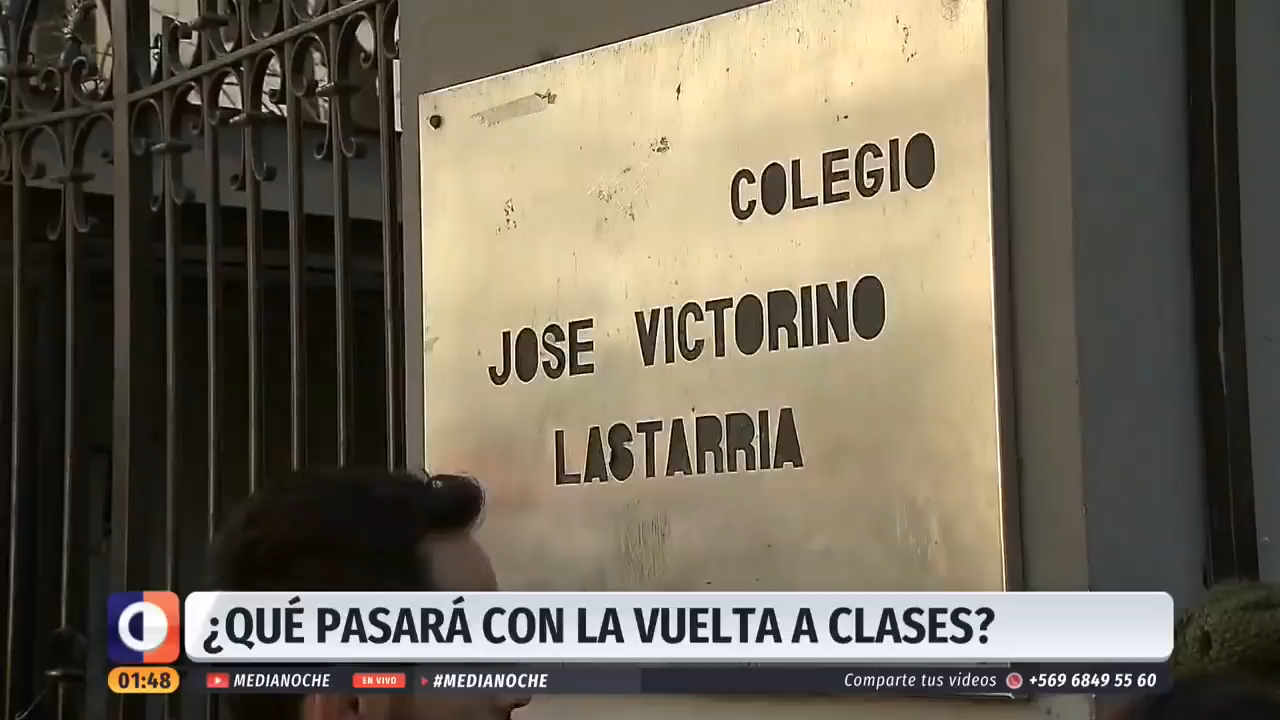 COLEGIO
JOSE VICTORINO
LASTARRIA
¿QUÉ PASARÁ CON LA VUELTA A CLASES?
01:48 MEDIANOCHE EN VIVO #MEDIANOCHE Comparte tus videos +569 6849 55 60